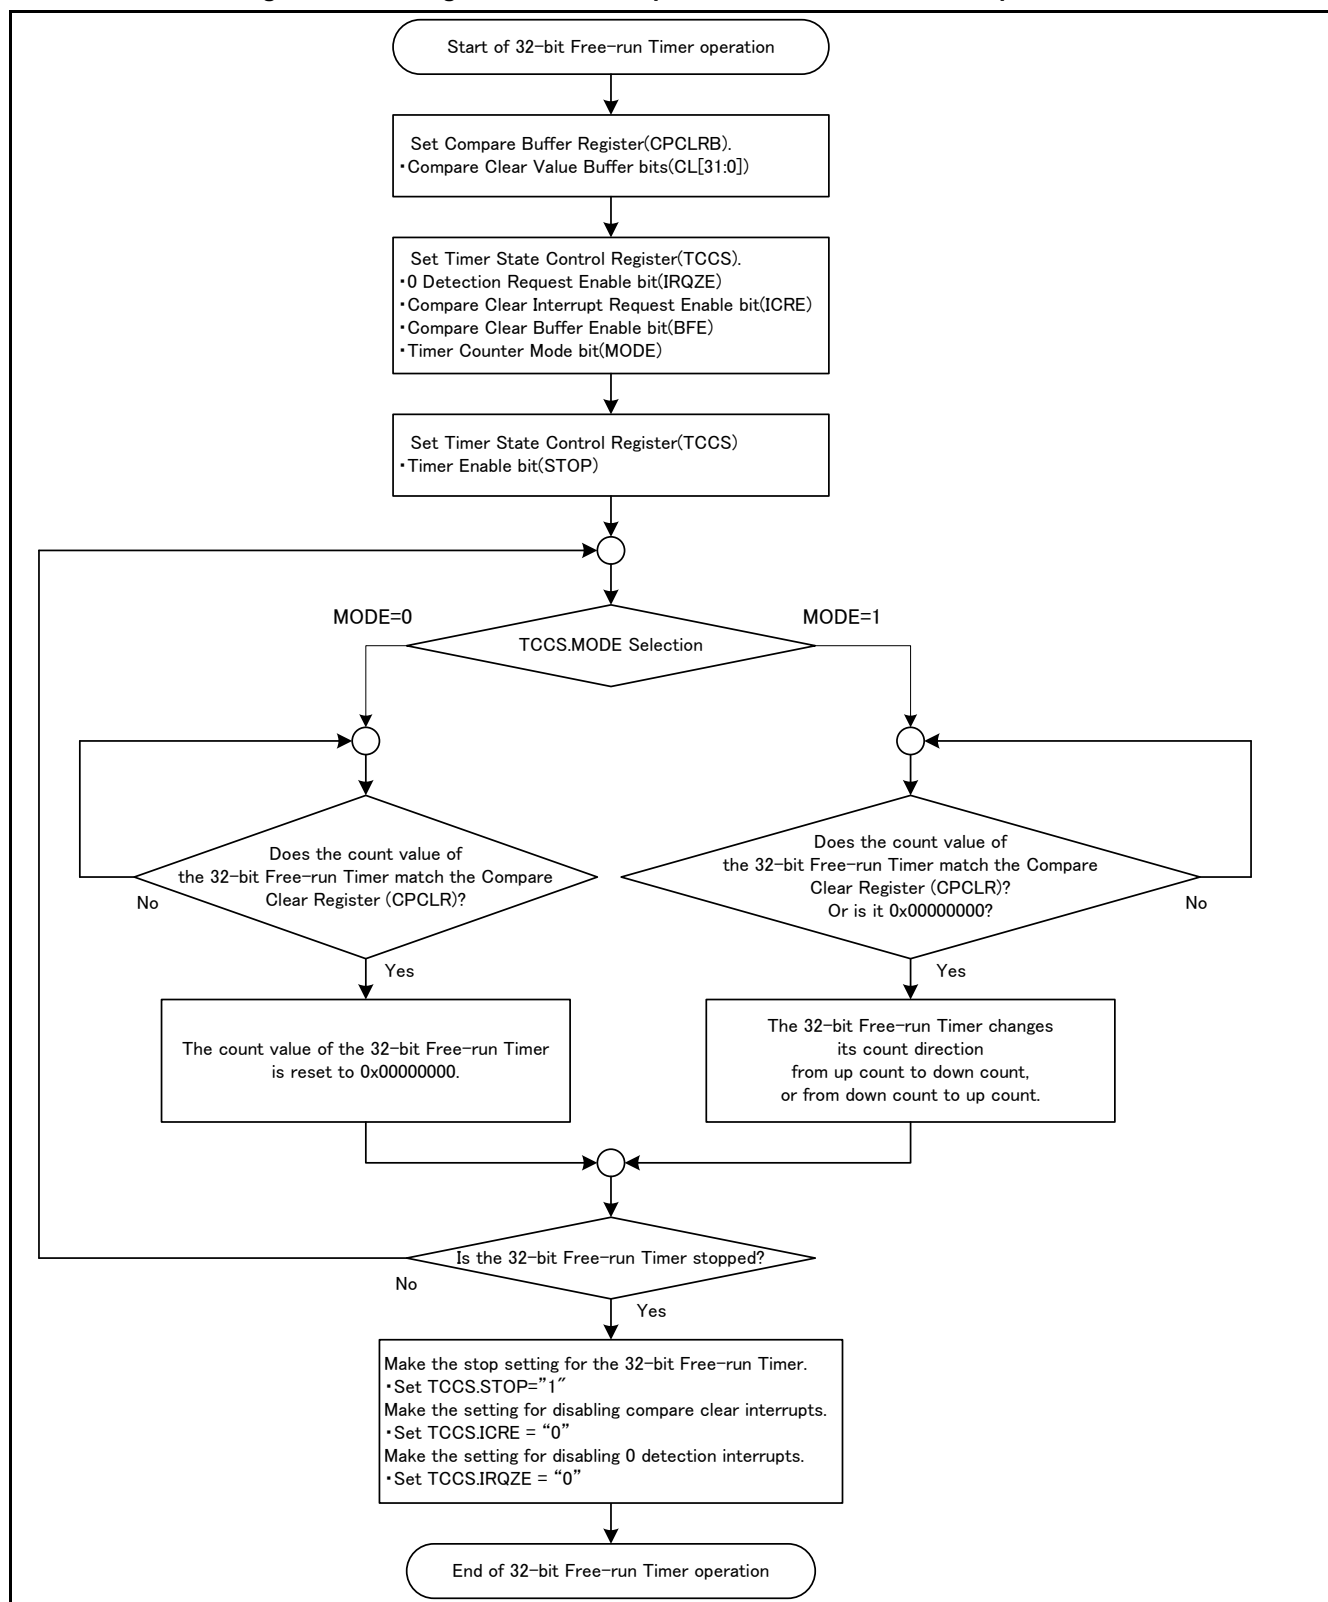 Start of 32-bit Free-run Timer operation
Set Compare Buffer Register(CPCLRB).
・Compare Clear Value Buffer bits(CL[31:0])
Set Timer State Control Register(TCCS).
・0 Detection Request Enable bit(IRQZE)
・Compare Clear Interrupt Request Enable bit(ICRE)
・Compare Clear Buffer Enable bit(BFE)
・Timer Counter Mode bit(MODE)
Set Timer State Control Register(TCCS)
・Timer Enable bit(STOP)
MODE=0
MODE=1
TCCS.MODE Selection
Does the count value of
the 32-bit Free-run Timer match the Compare
Clear Register (CPCLR)?
No
Yes
Does the count value of
the 32-bit Free-run Timer match the Compare
Clear Register (CPCLR)?
Or is it 0x00000000?
No
Yes
The count value of the 32-bit Free-run Timer
is reset to 0x00000000.
The 32-bit Free-run Timer changes
its count direction
from up count to down count,
or from down count to up count.
Is the 32-bit Free-run Timer stopped?
No
Yes
Make the stop setting for the 32-bit Free-run Timer.
・Set TCCS.STOP=”1″
Make the setting for disabling compare clear interrupts.
・Set TCCS.ICRE = “0”
Make the setting for disabling 0 detection interrupts.
・Set TCCS.IRQZE = “0”
End of 32-bit Free-run Timer operation